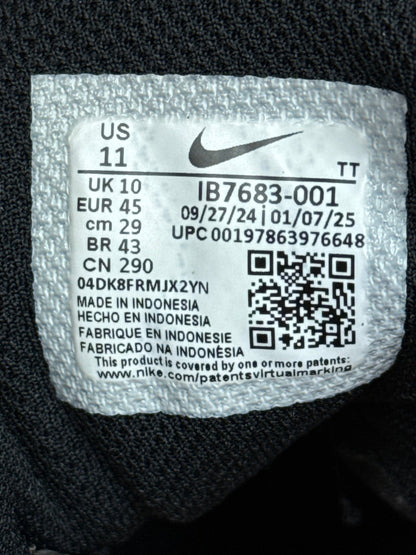 US
11
TT
UK 10
EUR 45
cm 29
BR 43
CN 290
IB7683-001
09/27/24 | 01/07/25
UPC 00197863976648
04DK8FRMJX2YN
MADE IN INDONESIA
HECHO EN INDONESIA
FABRIQUE EN INDONESIE
FABRICADO NA INDONÉSIA
This product is covered by one or more patents:
www.nike.com/patentsvirtualmarking